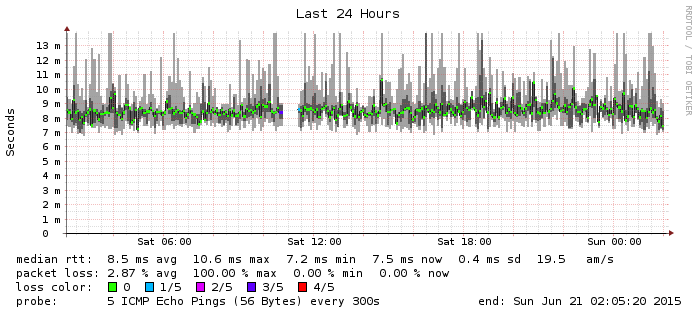 Last 24 Hours
RRDTOOL / TOBI OETIKER
Seconds
13 m
12 m
11 m
10 m
9 m
8 m
7 m
6 m
5 m
4 m
3 m
2 m
1 m
0
Sat 06:00 Sat 12:00 Sat 18:00 Sun 00:00
median rtt: 8.5 ms avg 10.6 ms max 7.2 ms min 7.5 ms now 0.4 ms sd 19.5 am/s
packet loss: 2.87 % avg 100.00 % max 0.00 % min 0.00 % now
loss color: 0 1/5 2/5 3/5 4/5
probe: 5 ICMP Echo Pings (56 Bytes) every 300s end: Sun Jun 21 02:05:20 2015